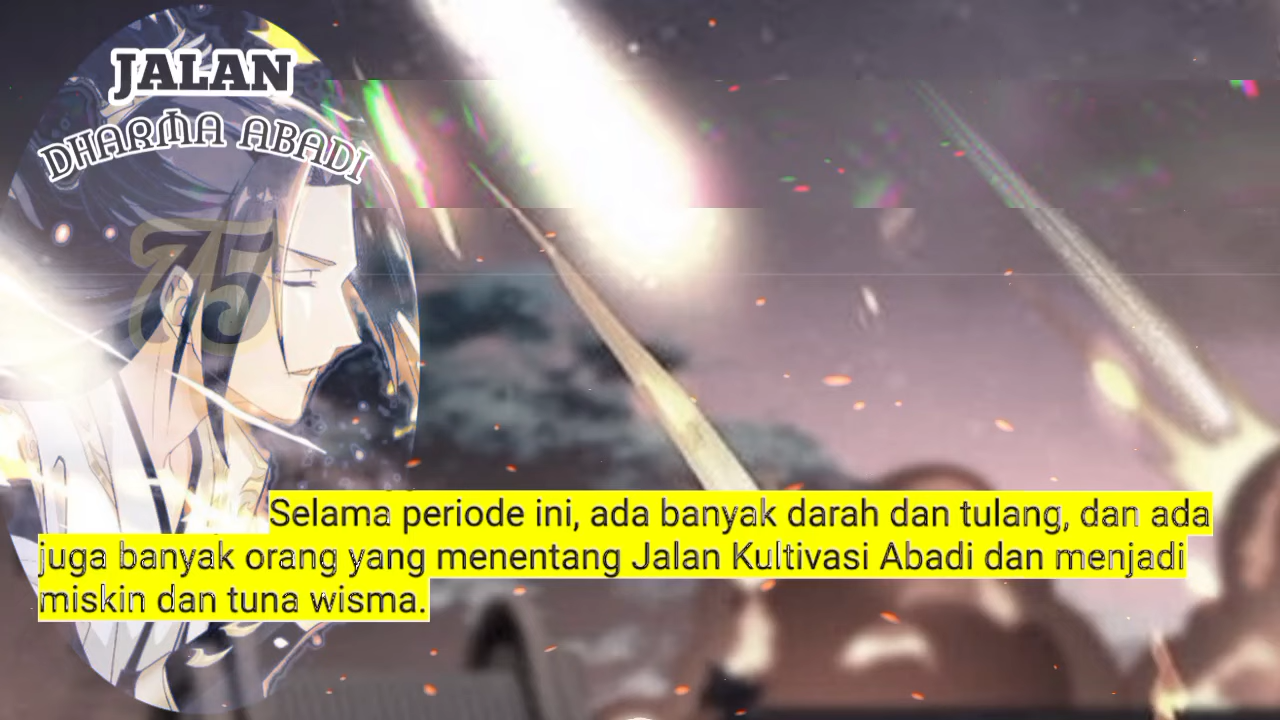 JALAN
DHARMA ABADI
75
Selama periode ini, ada banyak darah dan tulang, dan ada
juga banyak orang yang menentang Jalan Kultivasi Abadi dan menjadi
miskin dan tuna wisma.